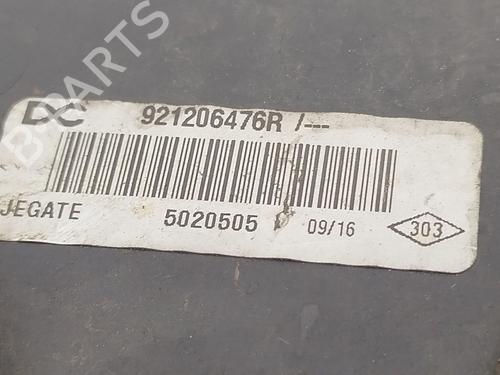 DC 921206476R /---
JEGATE 5020505 09/16 303
B-PARTS